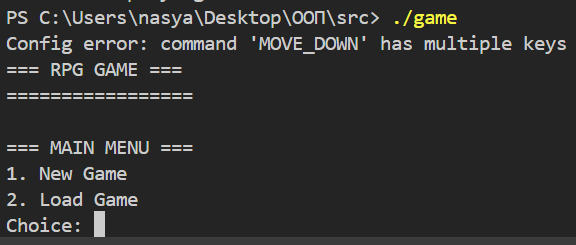 PS C:\Users\nasya\Desktop\ООП\src> ./game
Config error: command 'MOVE_DOWN' has multiple keys
=== RPG GAME ===
=================
=== MAIN MENU ===
1. New Game
2. Load Game
Choice: